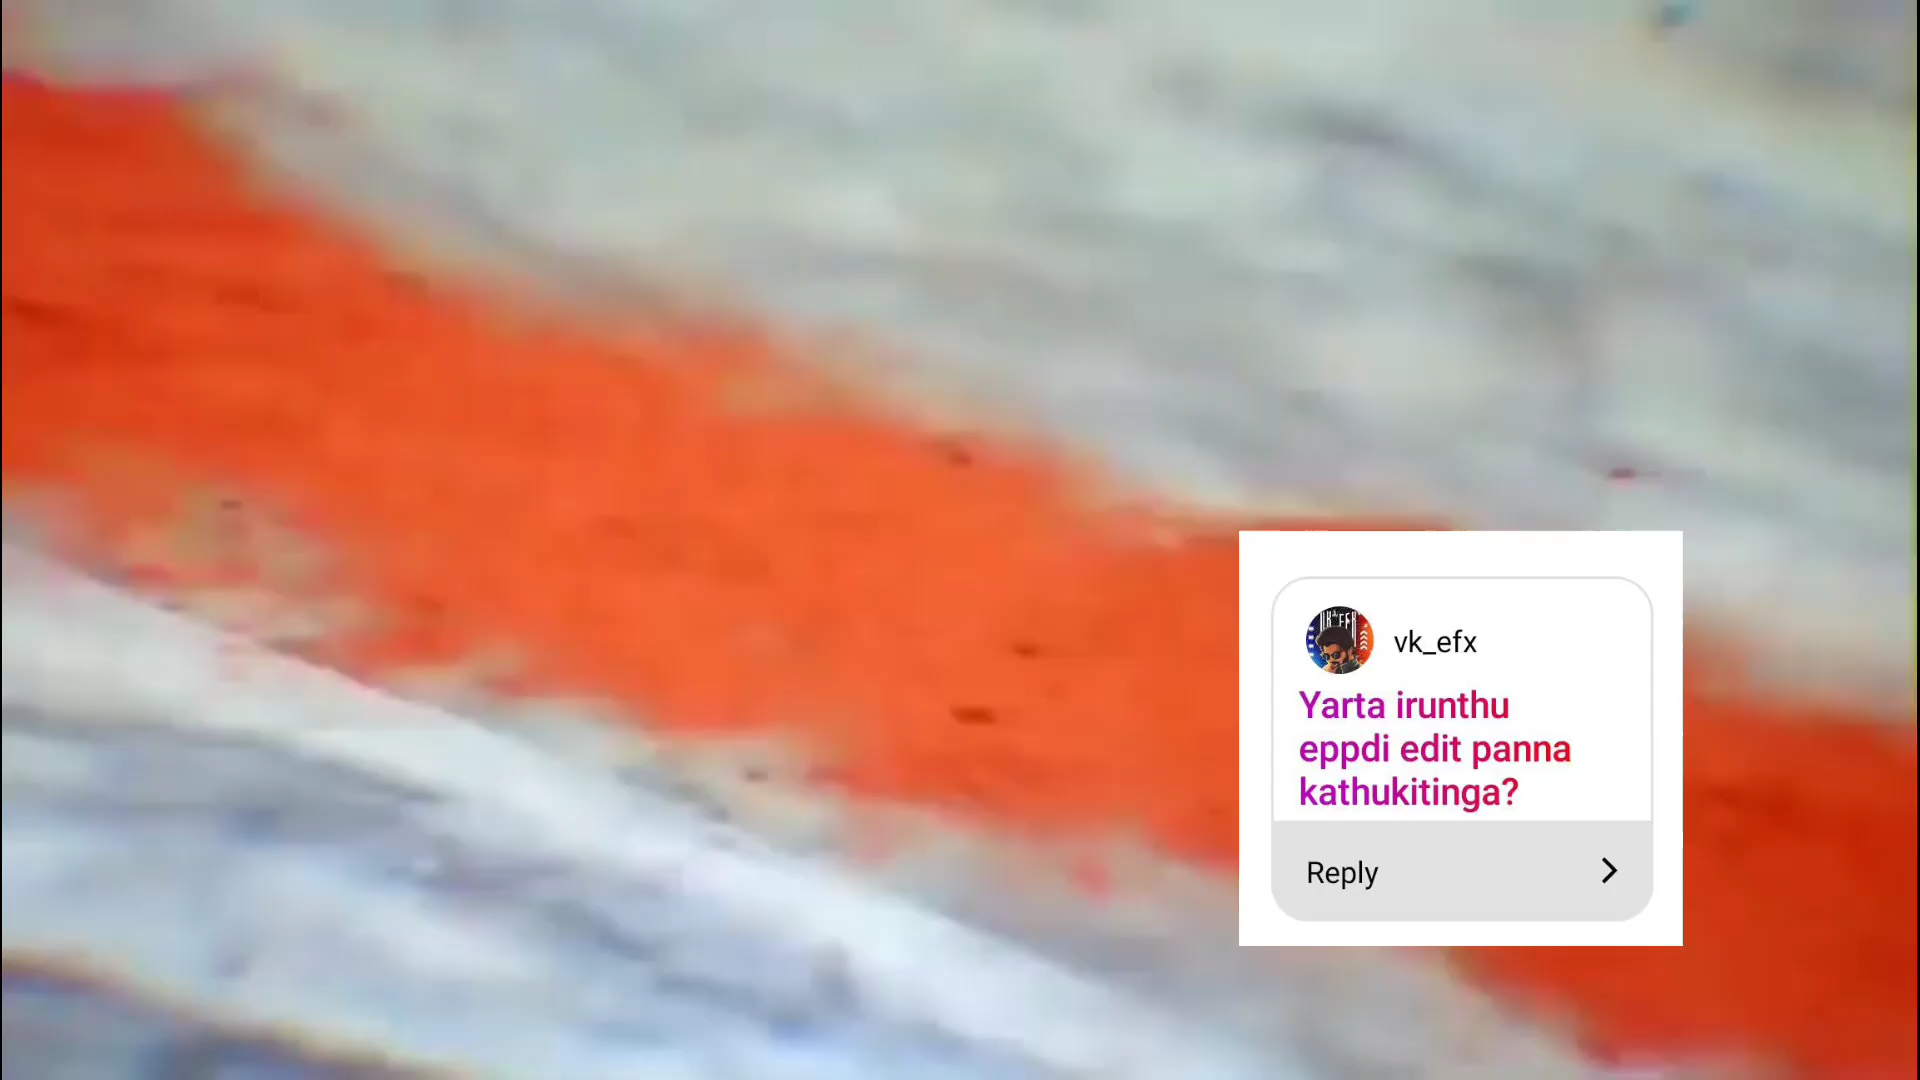 vk_efx
Yarta irunthu
eppdi edit panna
kathukitinga?
Reply